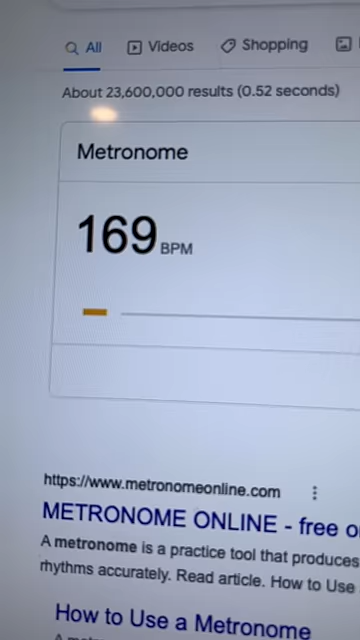 All Videos Shopping
About 23,600,000 results (0.52 seconds)
Metronome
169 BPM
https://www.metronomeonline.com
METRONOME ONLINE - free
A metronome is a practice tool that produces
rhythms accurately. Read article. How to Use
How to Use a Metronome